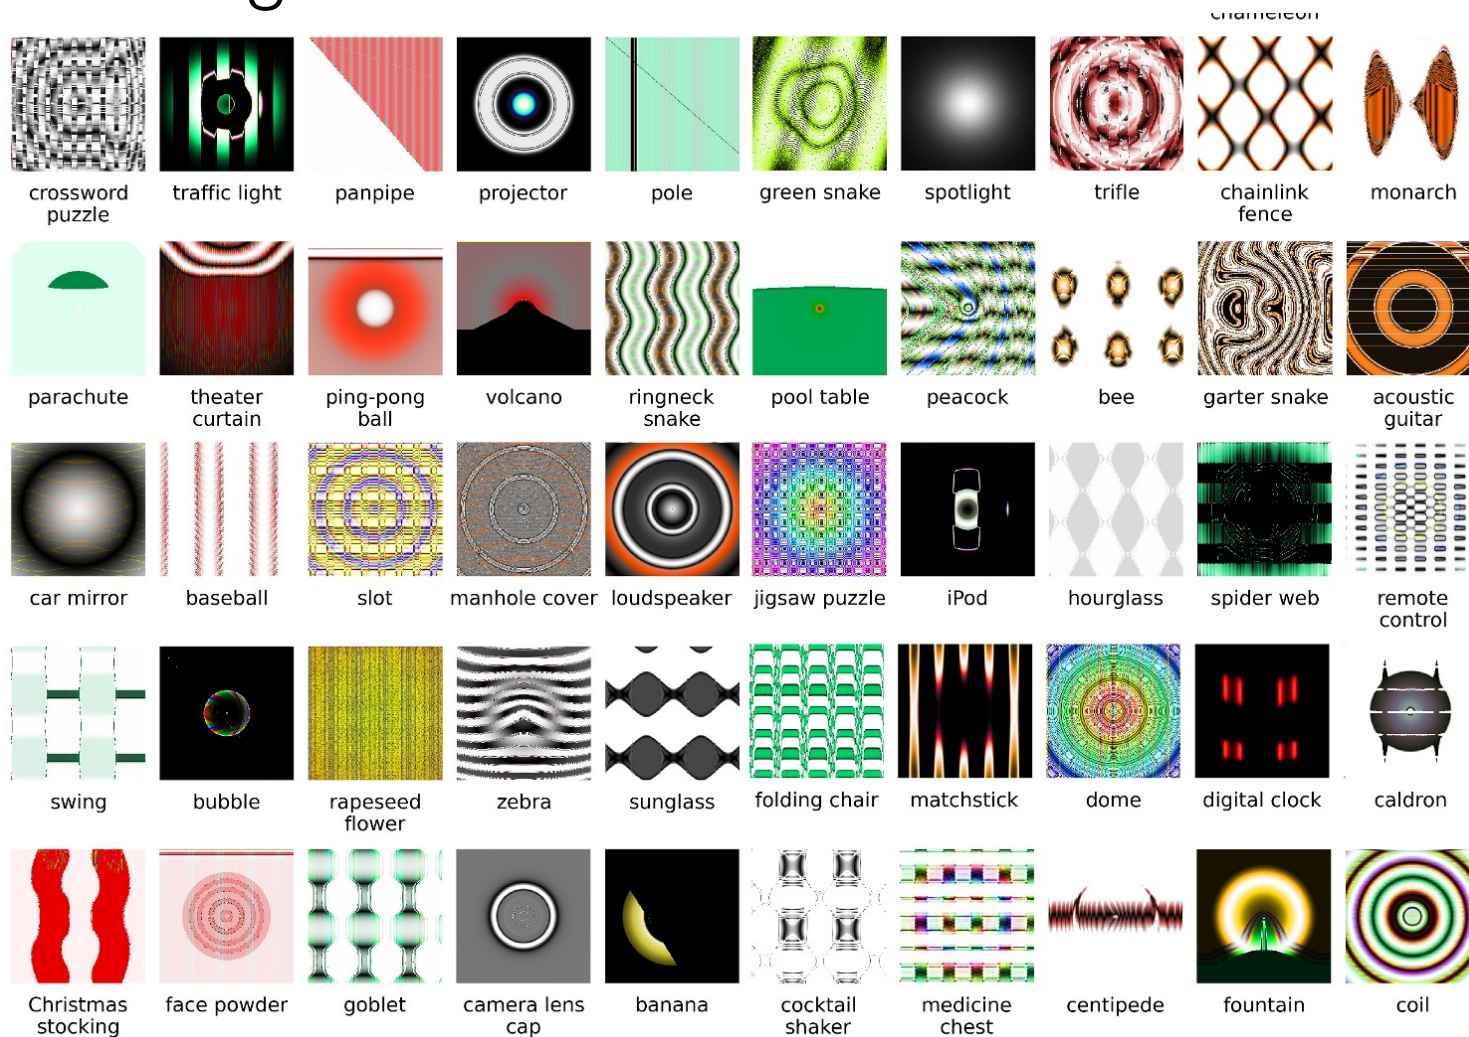 g
chameleon
crossword puzzle
traffic light
panpipe
projector
pole
green snake
spotlight
trifle
chainlink fence
monarch
parachute
theater curtain
ping-pong ball
volcano
ringneck snake
pool table
peacock
bee
garter snake
acoustic guitar
car mirror
baseball
slot
manhole cover
loudspeaker
jigsaw puzzle
iPod
hourglass
spider web
remote control
swing
bubble
rapeseed flower
zebra
sunglass
folding chair
matchstick
dome
digital clock
caldron
Christmas stocking
face powder
goblet
camera lens cap
banana
cocktail shaker
medicine chest
centipede
fountain
coil